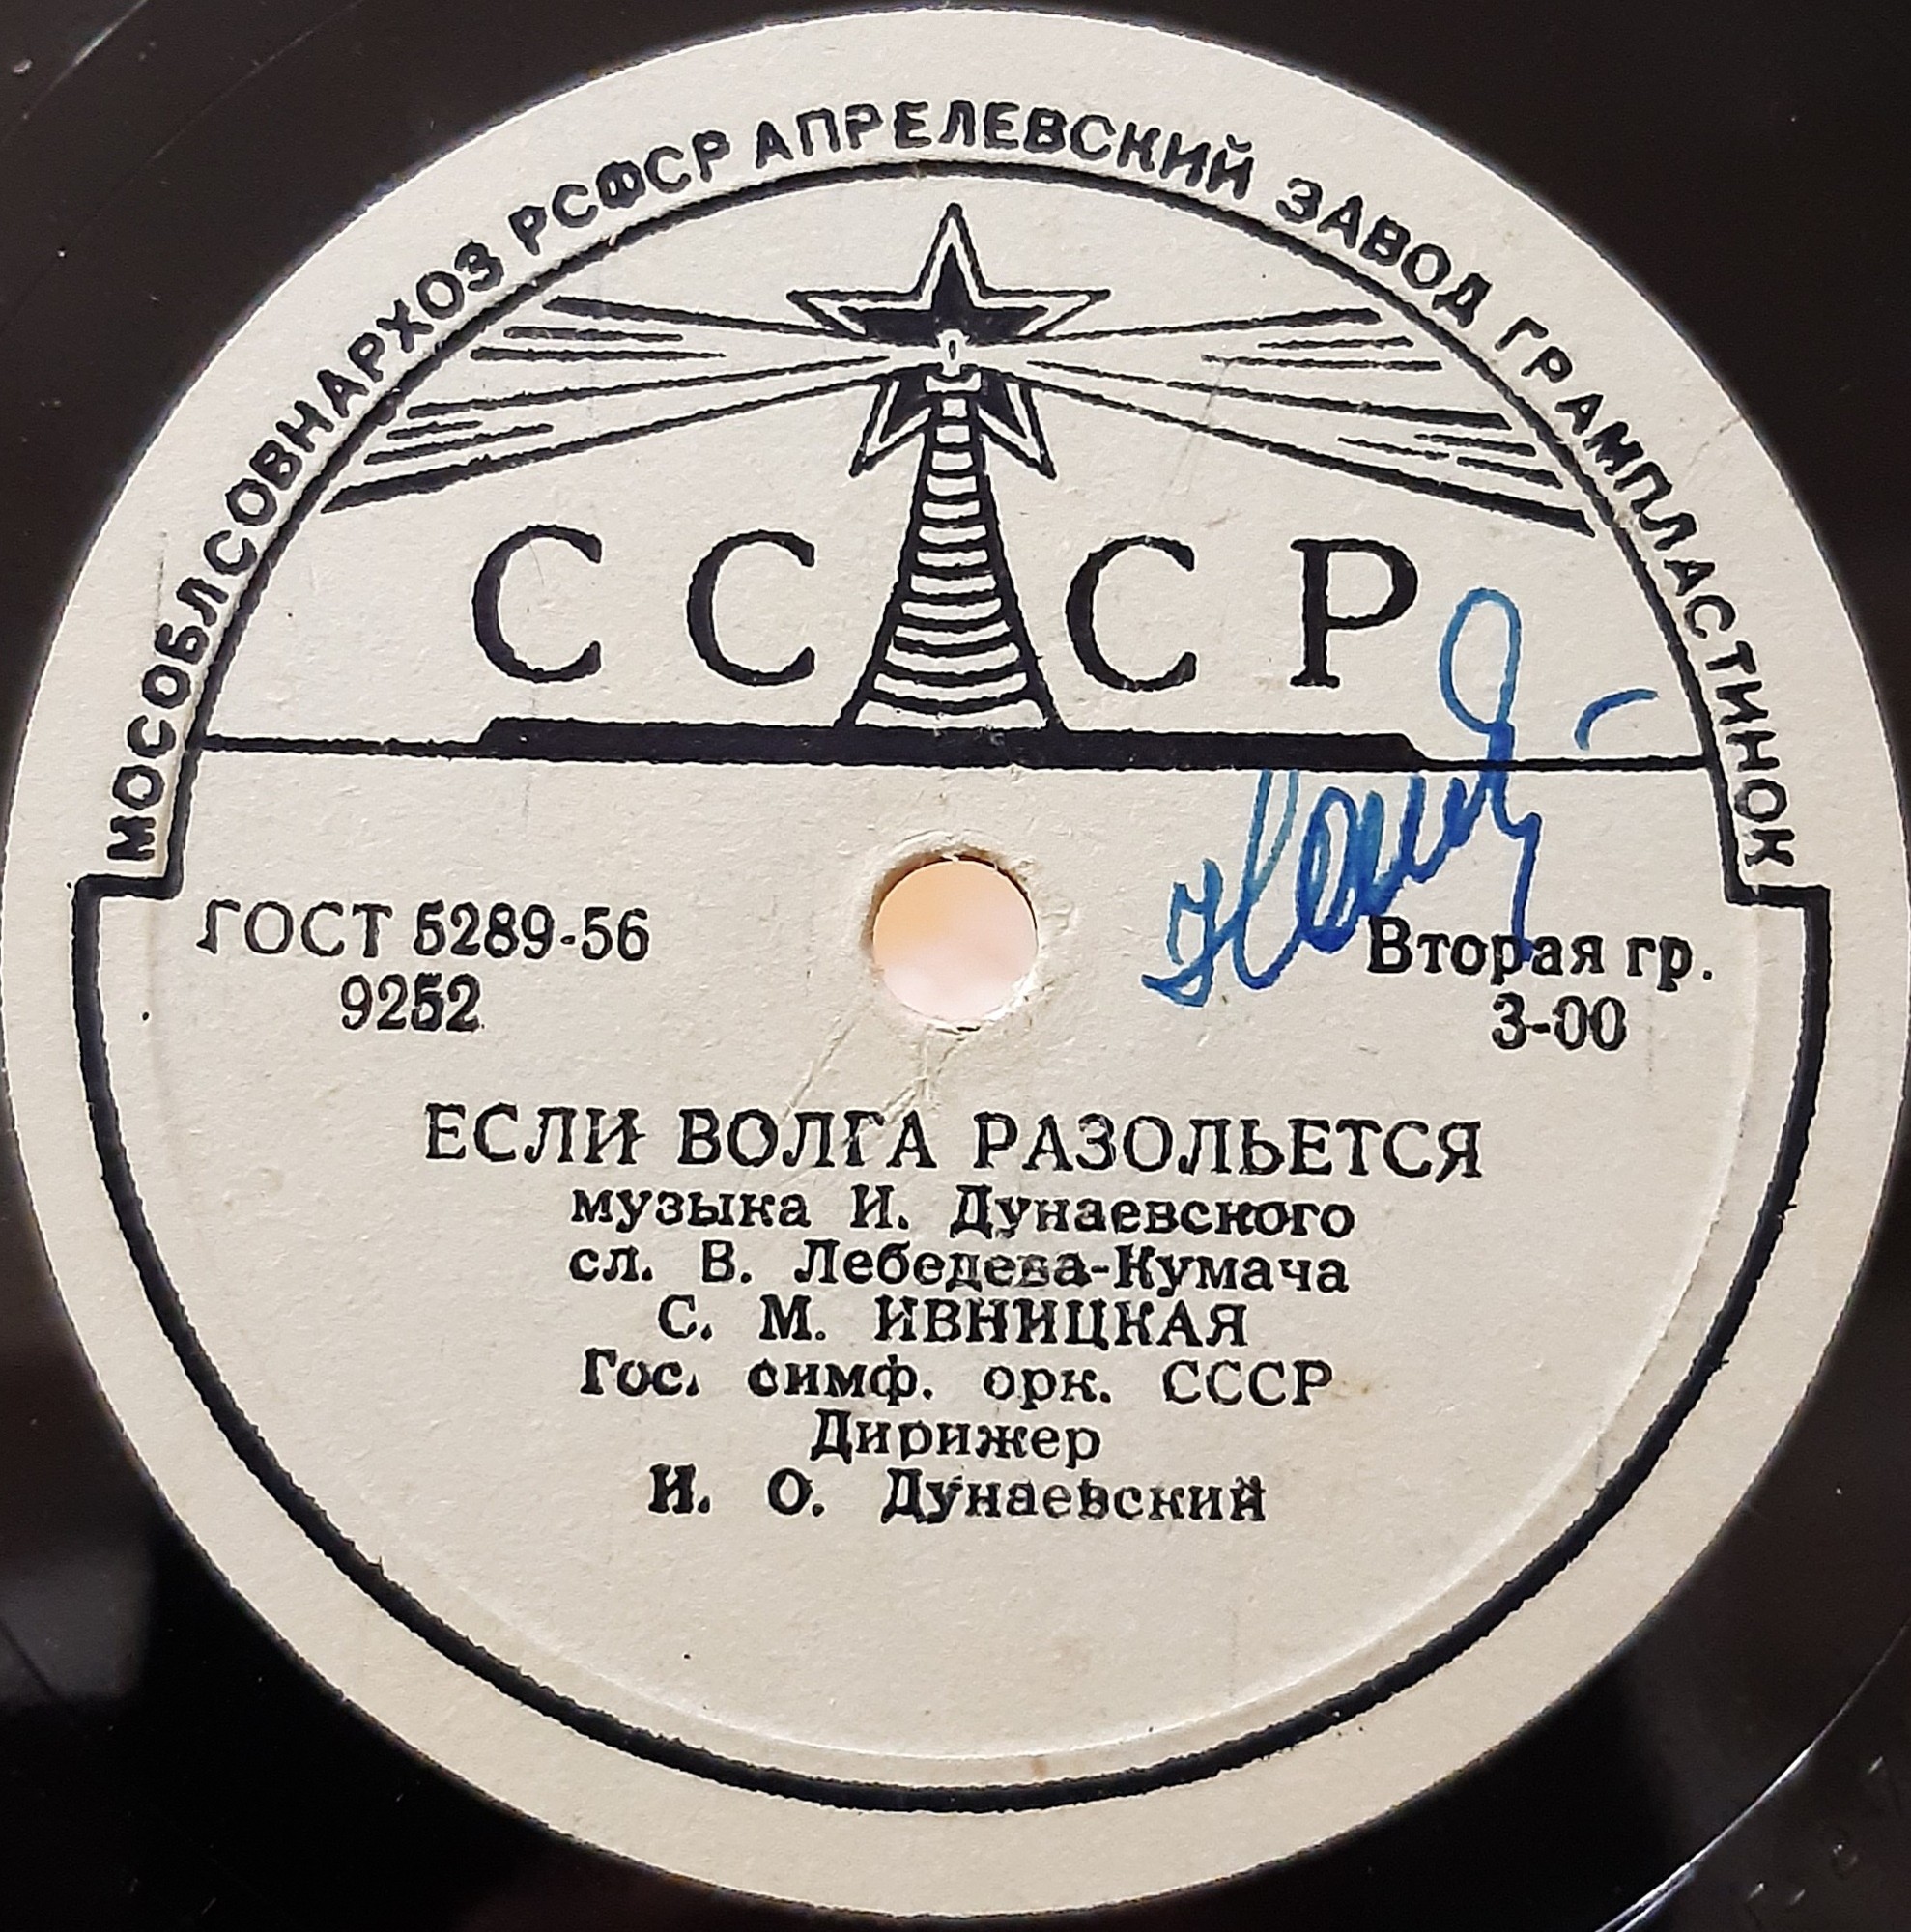 МОСОБЛСОВНАРХОЗ РСФСР АПРЕЛЕВСКИЙ ЗАВОД ГРАМПЛАСТИНОК
СССР
ГОСТ 5289-56
9252
Вторая гр.
3-00
ЕСЛИ ВОЛГА РАЗОЛЬЕТСЯ
музыка И. Дунаевского
сл. В. Лебедева-Кумача
С. М. ИВНИЦКАЯ
Гос. симф. орк. СССР
Дирижер
И. О. Дунаевский